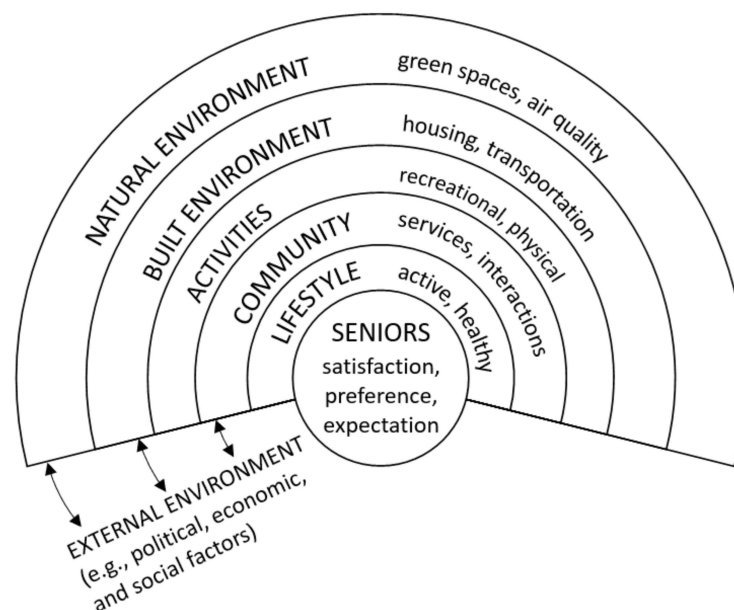 NATURAL ENVIRONMENT
green spaces, air quality
BUILT ENVIRONMENT
housing, transportation
ACTIVITIES
recreational, physical
COMMUNITY
services, interactions
LIFESTYLE
active, healthy
SENIORS
satisfaction,
preference,
expectation
EXTERNAL ENVIRONMENT
(e.g., political, economic,
and social factors)